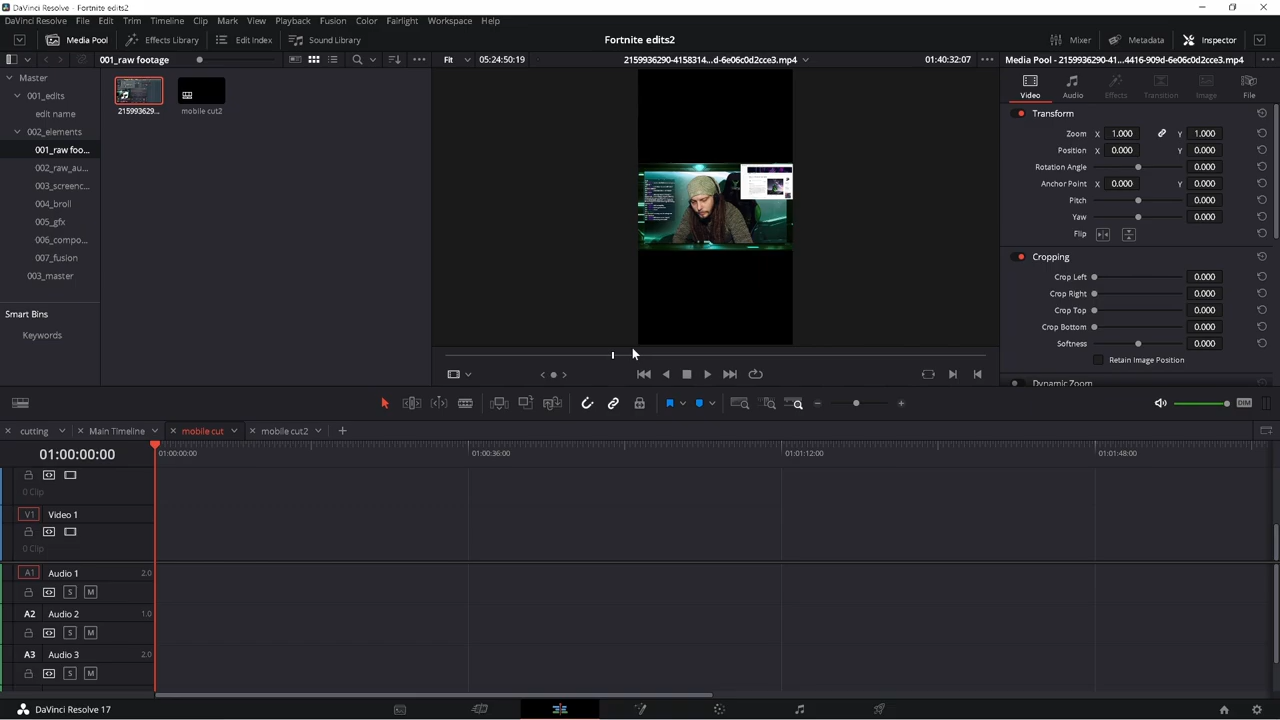 DaVinci Resolve - Fortnite edits2
DaVinci Resolve File Edit Trim Timeline Clip Mark View Playback Fusion Color Fairlight Workspace Help
Media Pool Effects Library Edit Index Sound Library Fortnite edits2 Mixer Metadata Inspector
001_raw footage Fit 05:24:50:19 2159936290-4158314...d-6e06c0d2cce3.mp4 01:40:32:07 Media Pool - 2159936290-41...4416-909d-6e06c0d2cce3.mp4
Master
001_edits
edit name
002_elements
001_raw foo...
002_raw_au...
003_screenc...
004_broll
005_gfx
006_compo...
007_fusion
003_master
Smart Bins
Keywords
215993629...
mobile cut2
Video Audio Effects Transition Image File
Transform
Zoom X 1.000 Y 1.000
Position X 0.000 Y 0.000
Rotation Angle 0.000
Anchor Point X 0.000 Y 0.000
Pitch 0.000
Yaw 0.000
Flip
Cropping
Crop Left 0.000
Crop Right 0.000
Crop Top 0.000
Crop Bottom 0.000
Softness 0.000
Retain Image Position
Dynamic Zoom
DIM
cutting Main Timeline mobile cut mobile cut2
01:00:00:00 01:00:00:00 01:00:36:00 01:01:12:00 01:01:48:00
0 Clip
V1 Video 1
0 Clip
A1 Audio 1 2.0
S M
A2 Audio 2 1.0
S M
A3 Audio 3 2.0
S M
DaVinci Resolve 17